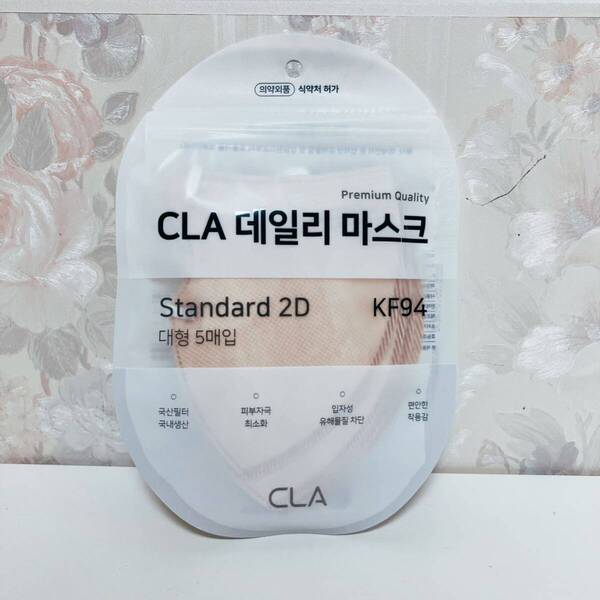 의약외품 식약처 허가
Premium Quality
CLA 데일리 마스크
Standard 2D KF94
대형 5매입
국산필터
국내생산
피부자극
최소화
입자성
유해물질 차단
편안한
착용감
CLA